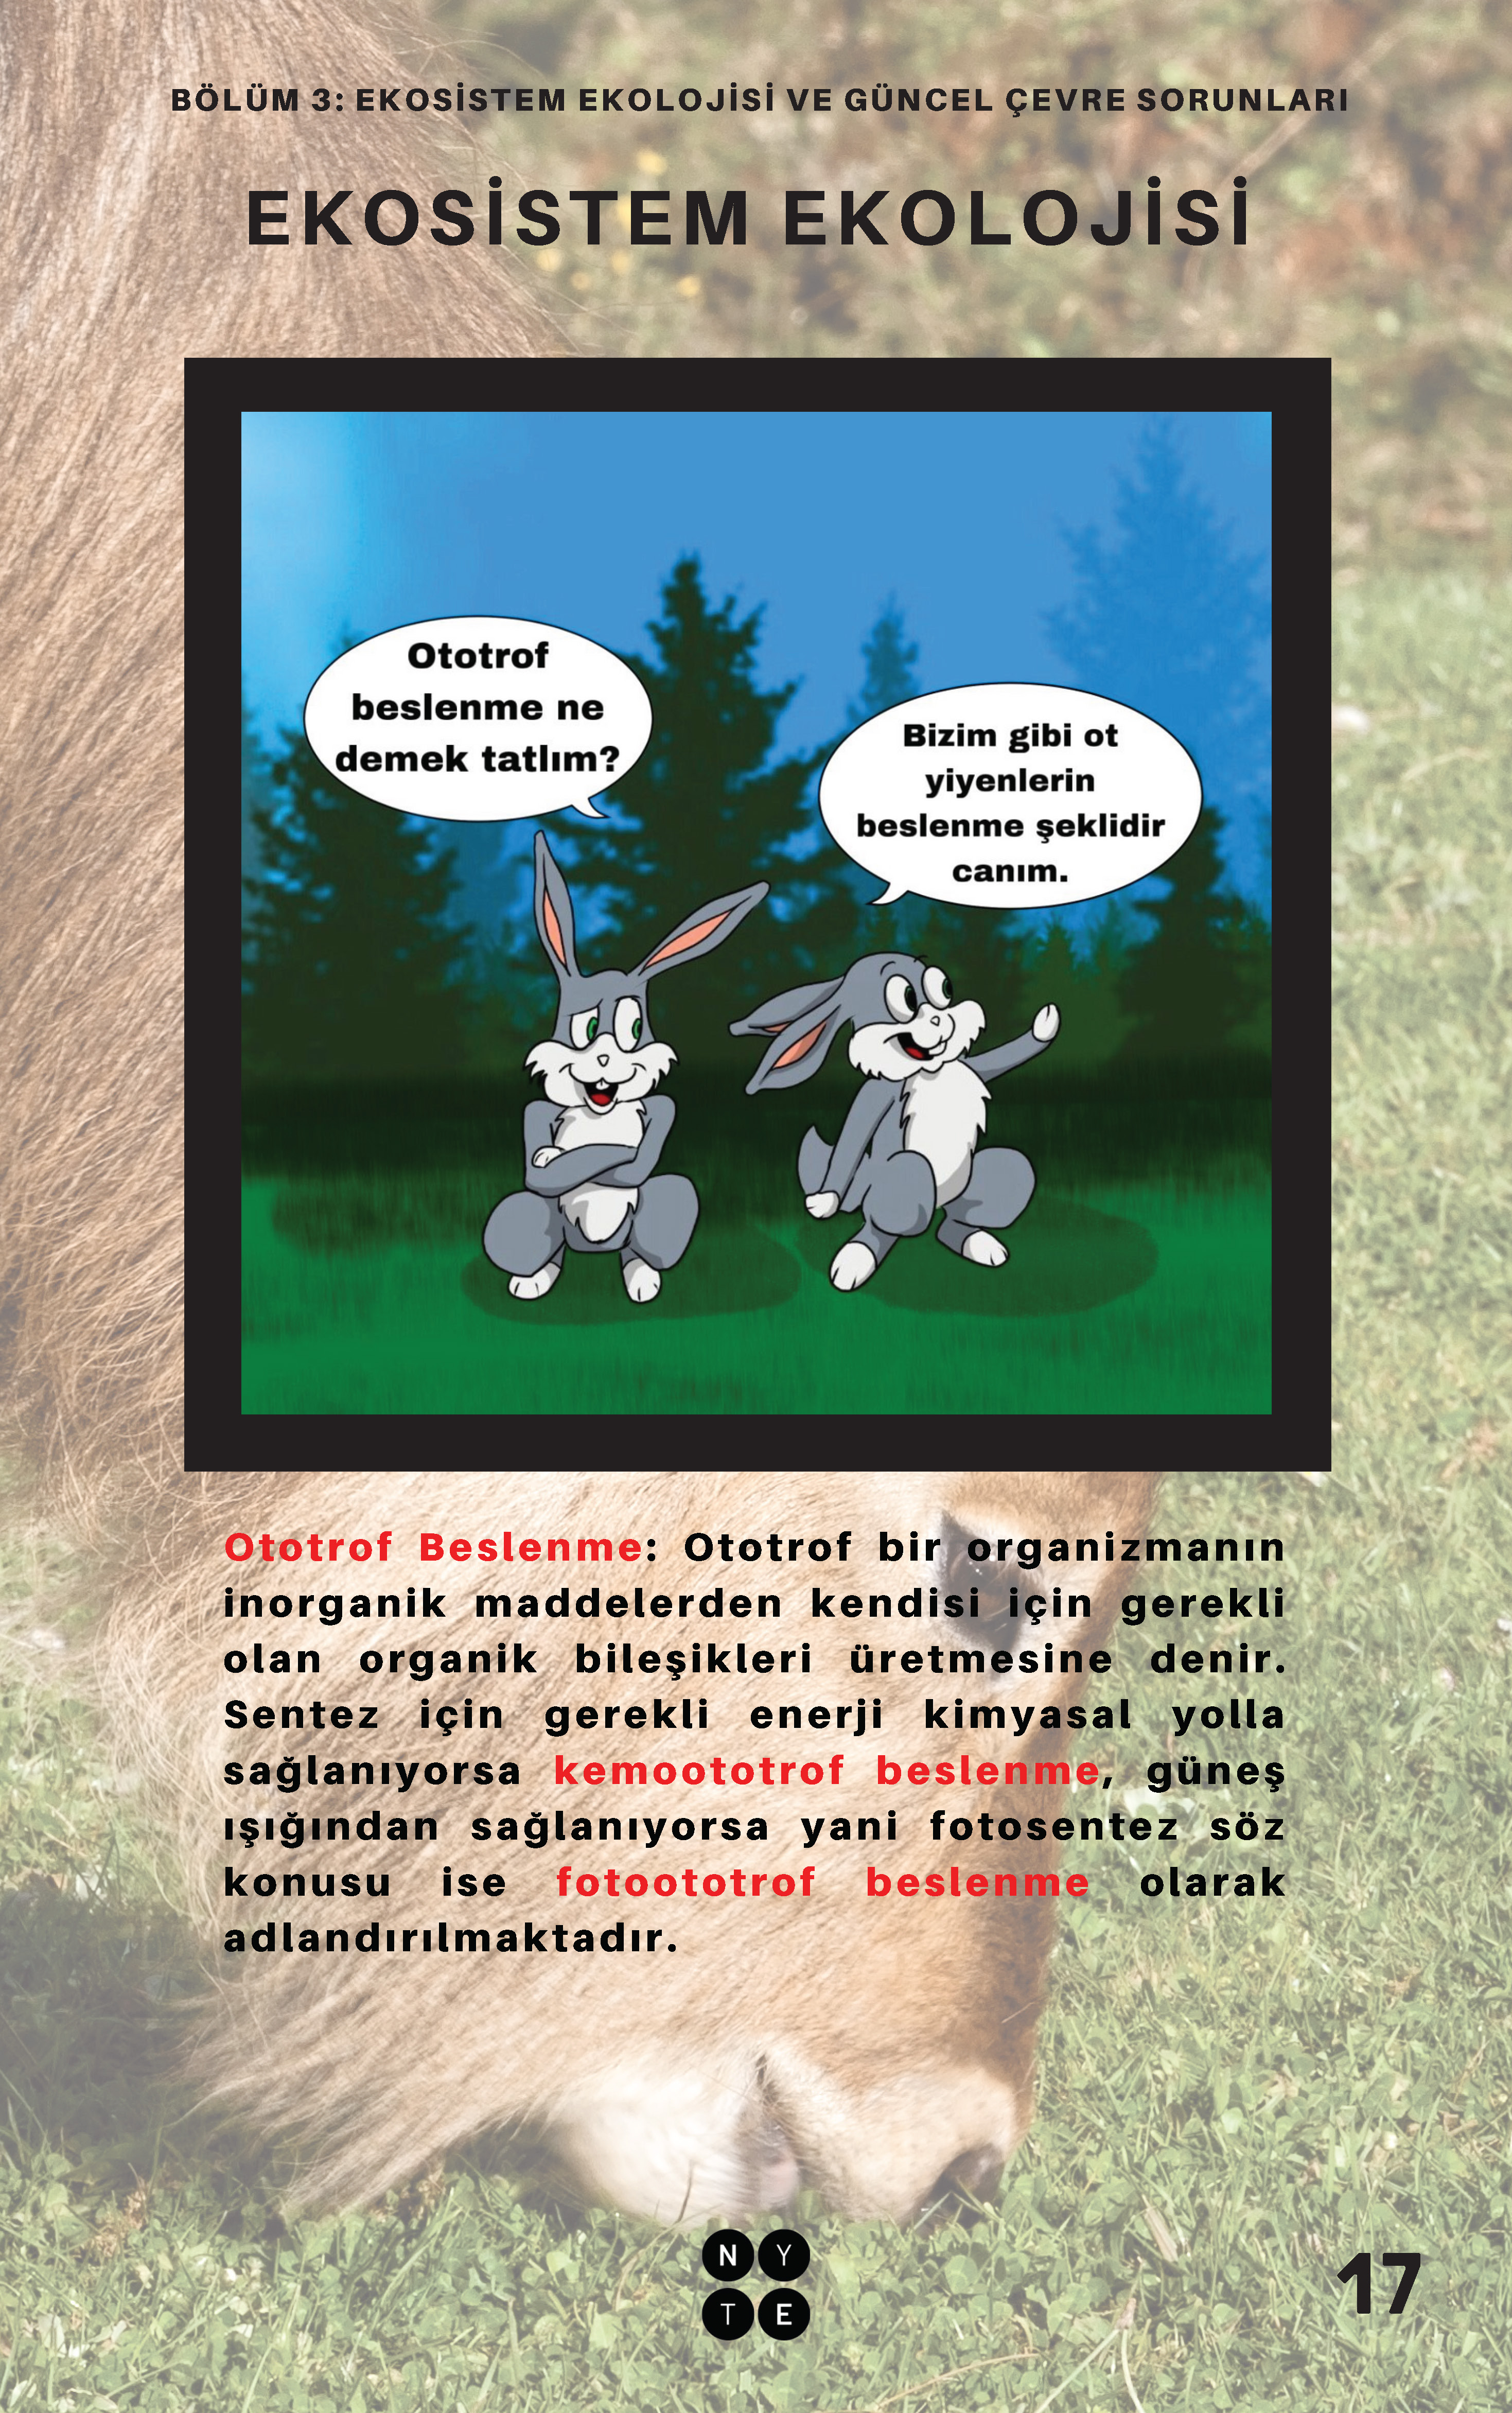 BÖLÜM 3: EKOSİSTEM EKOLOJİSİ VE GÜNCEL ÇEVRE SORUNLARI
EKOSİSTEM EKOLOJİSİ
Ototrof
beslenme ne
demek tatlım?
Bizim gibi ot
yiyenlerin
beslenme şeklidir
canım.
Ototrof Beslenme: Ototrof bir organizmanın
inorganik maddelerden kendisi için gerekli
olan organik bileşikleri üretmesine denir.
Sentez için gerekli enerji kimyasal yolla
sağlanıyorsa kemoototrof beslenme, güneş
ışığından sağlanıyorsa yani fotosentez söz
konusu ise fotoototrof beslenme olarak
adlandırılmaktadır.
N Y
T E
17